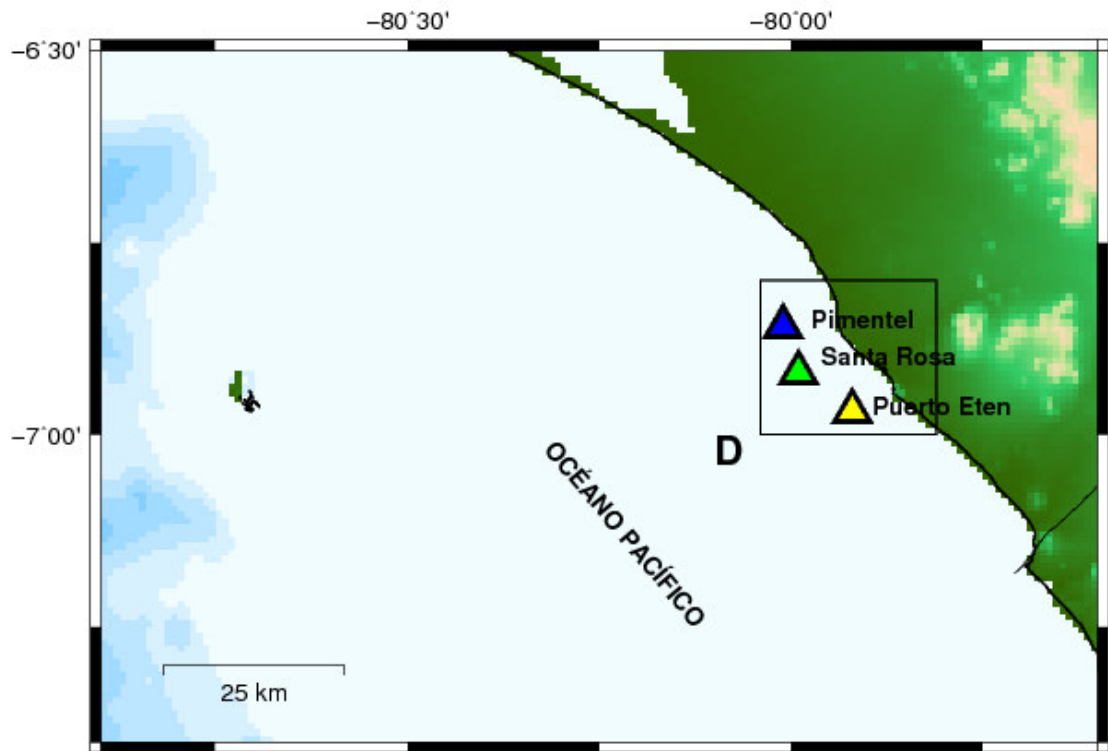 −80˚30'
−80˚00'
−6˚30'
Pimentel
Santa Rosa
Puerto Eten
−7˚00'
D
OCÉANO PACÍFICO
25 km